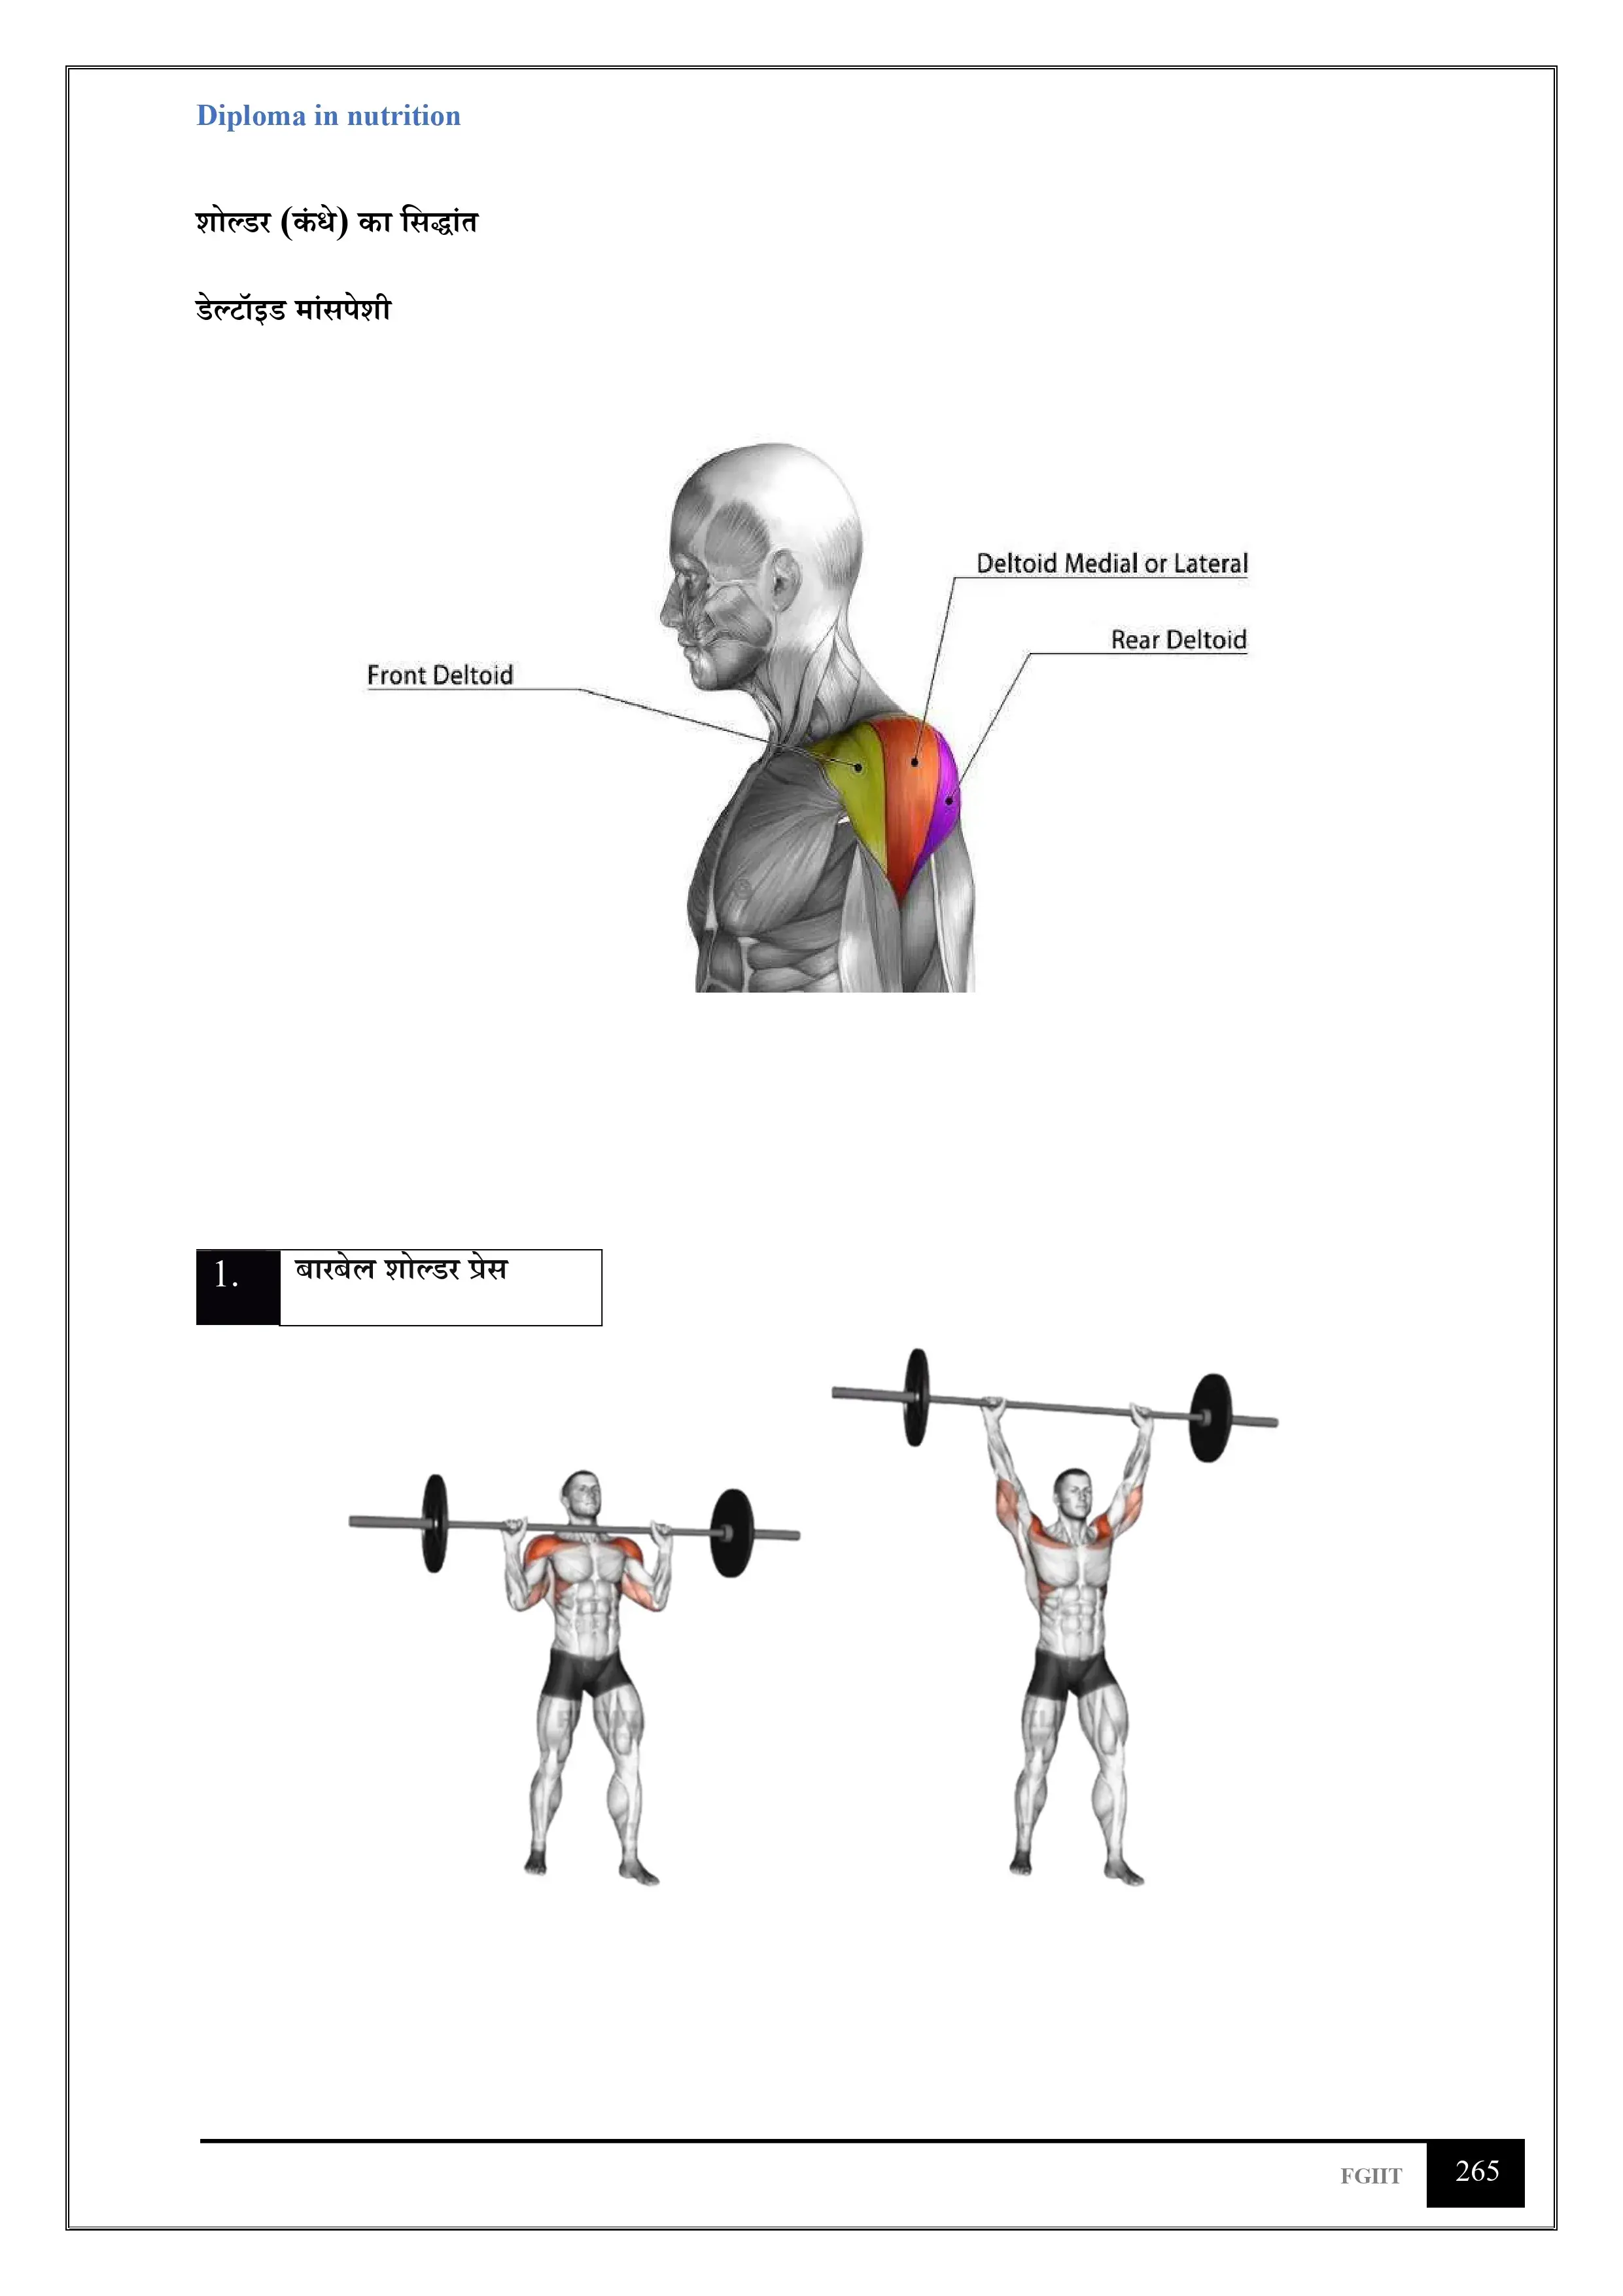 Diploma in nutrition
शोल्डर (कंधे) का सिद्धांत
डेल्टॉइड मांसपेशी
Deltoid Medial or Lateral
Rear Deltoid
Front Deltoid
1. बारबेल शोल्डर प्रेस
FGIIT 265